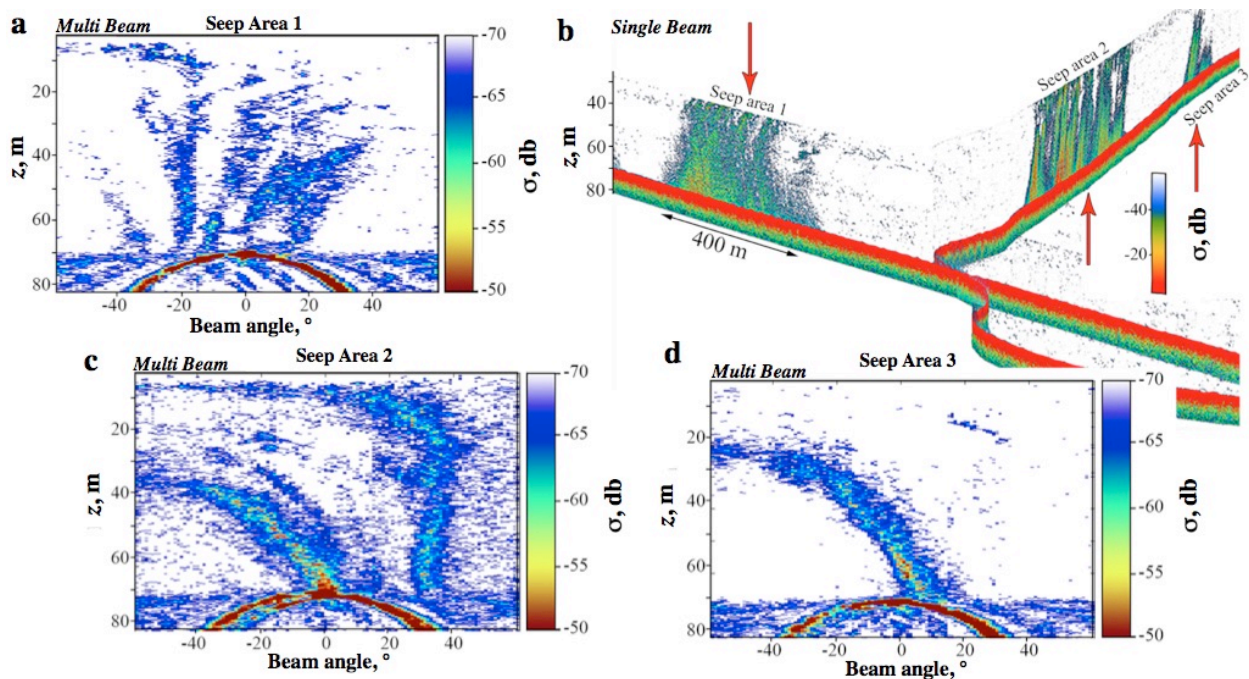 a
Multi Beam
Seep Area 1
z, m
20
40
60
80
-40
-20
0
20
40
Beam angle, °
-70
-65
-60
-55
-50
σ, db
b
Single Beam
z, m
40
60
80
Seep area 1
400 m
Seep area 2
Seep area 3
-40
-20
σ, db
c
Multi Beam
Seep Area 2
z, m
20
40
60
80
-40
-20
0
20
40
Beam angle, °
-70
-65
-60
-55
-50
σ, db
d
Multi Beam
Seep Area 3
z, m
20
40
60
80
-40
-20
0
20
40
Beam angle, °
-70
-65
-60
-55
-50
σ, db